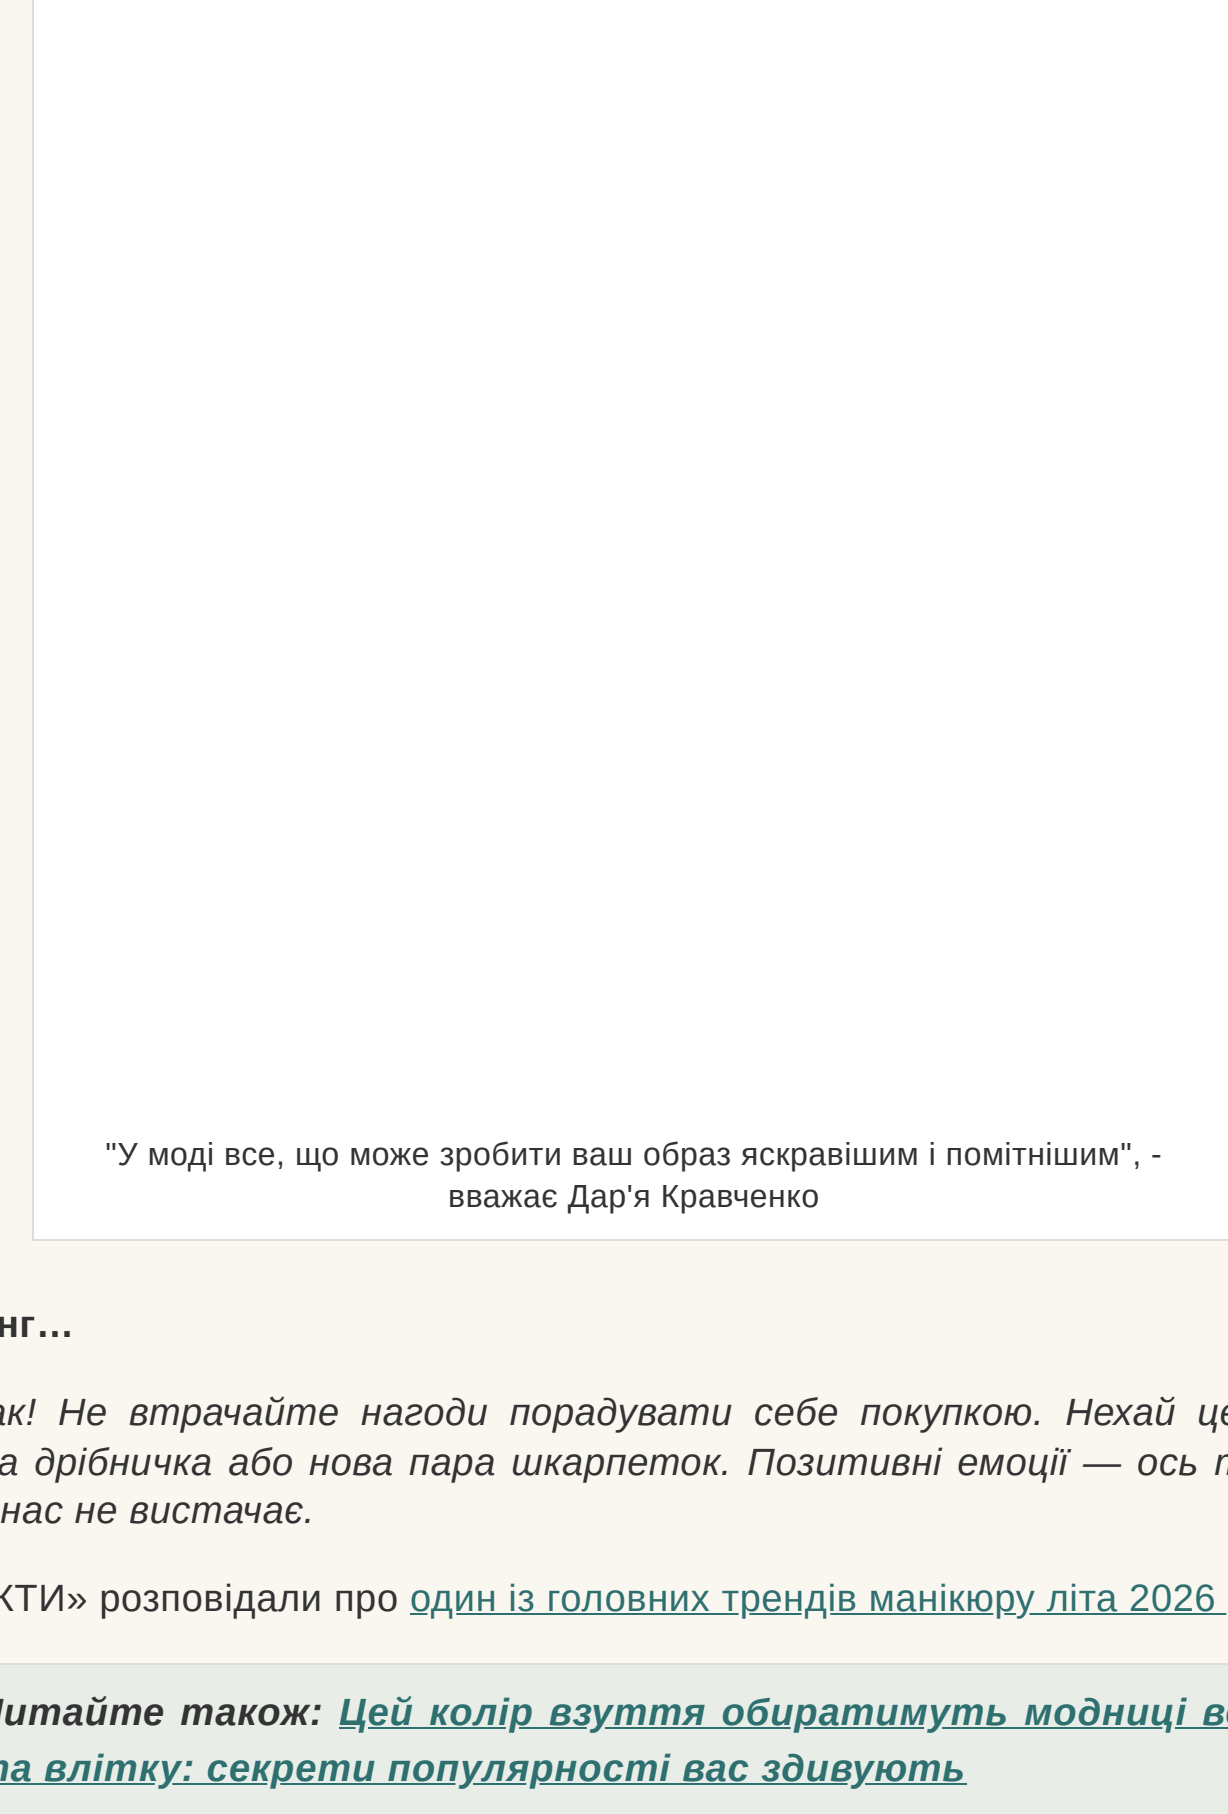 "У моді все, що може зробити ваш образ яскравішим і помітнішим", -
вважає Дар'я Кравченко
нг...
ак! Не втрачайте нагоди порадувати себе покупкою. Нехай це
а дрібничка або нова пара шкарпеток. Позитивні емоції — ось
нас не вистачає.
КТИ» розповідали про один із головних трендів манікюру літа 2026
Читайте також: Цей колір взуття обиратимуть модниці
та влітку: секрети популярності вас здивують